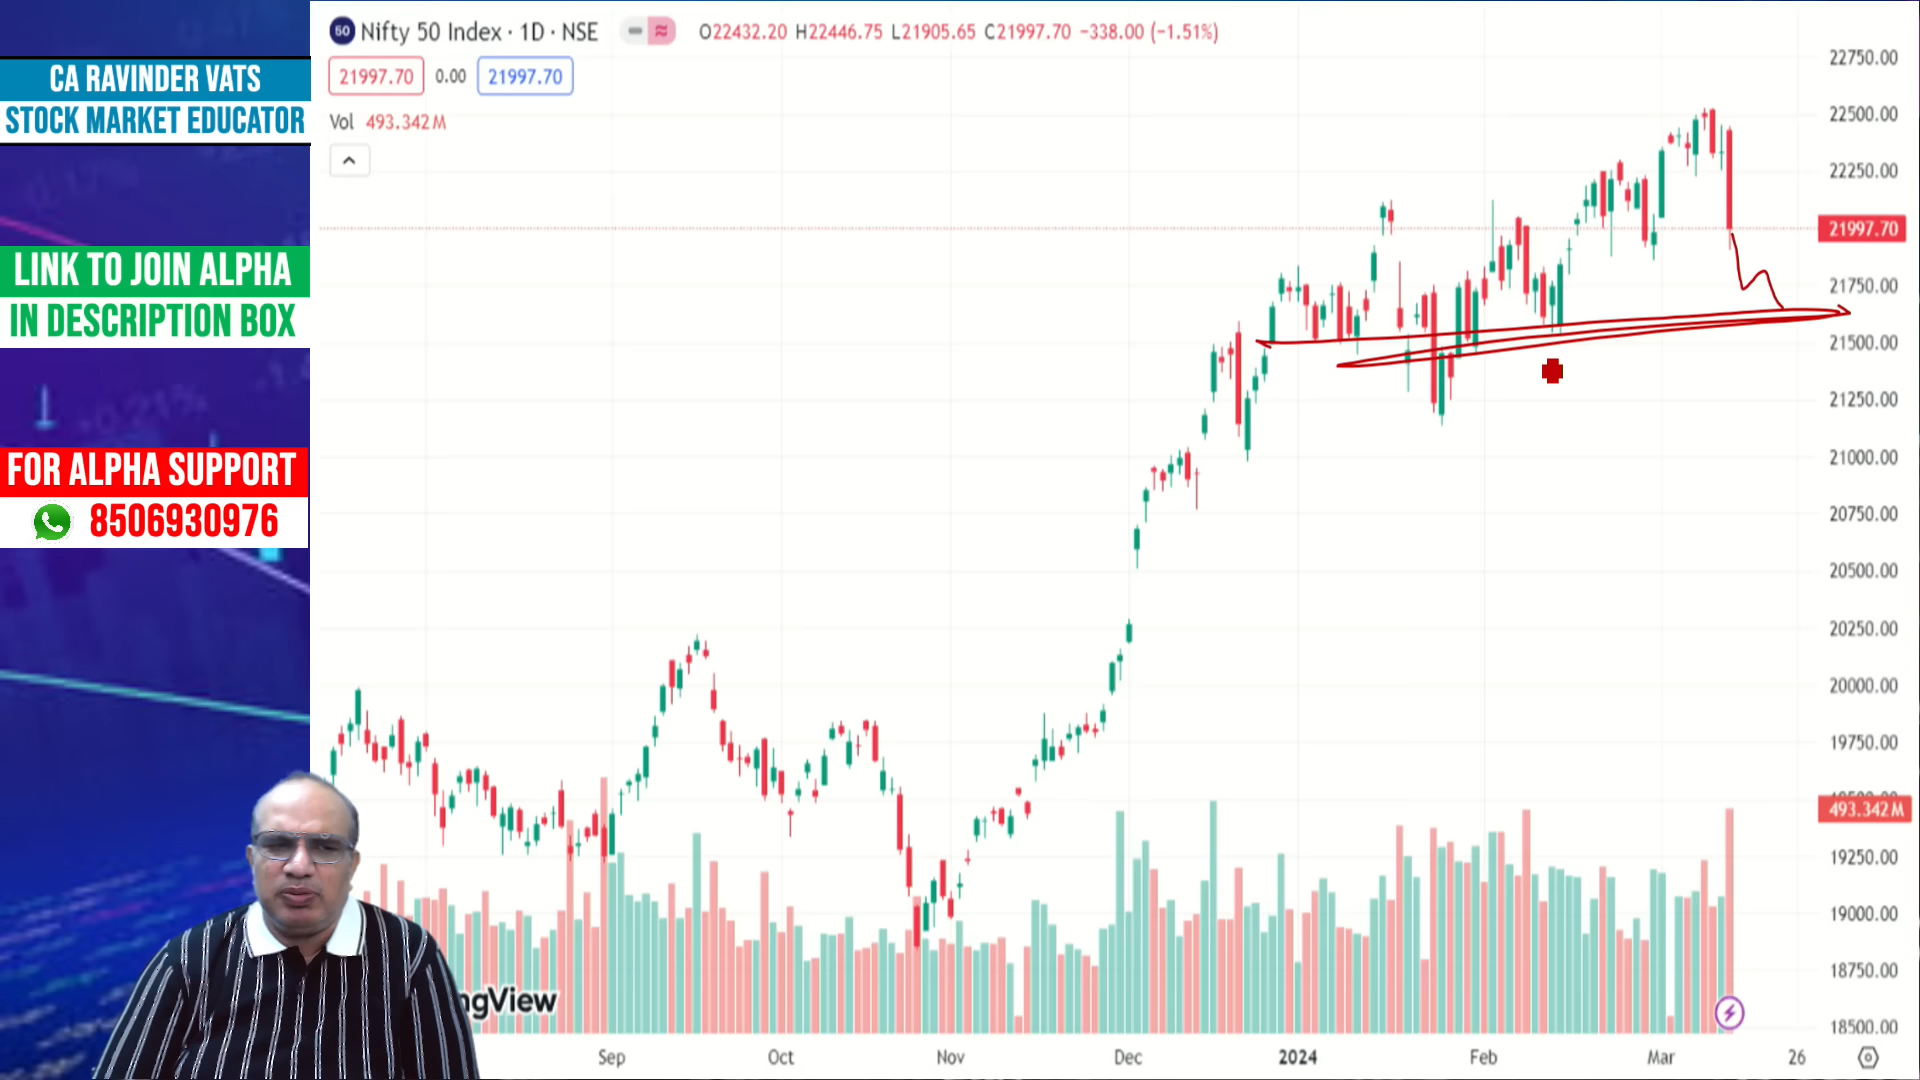 CA RAVINDER VATS
STOCK MARKET EDUCATOR
LINK TO JOIN ALPHA
IN DESCRIPTION BOX
FOR ALPHA SUPPORT
8506930976
50 Nifty 50 Index · 1D · NSE
O22432.20 H22446.75 L21905.65 C21997.70 −338.00 (−1.51%)
21997.70 0.00 21997.70
Vol 493.342M
22750.00
22500.00
22250.00
21997.70
21750.00
21500.00
21250.00
21000.00
20750.00
20500.00
20250.00
20000.00
19750.00
493.342M
19250.00
19000.00
18750.00
18500.00
ngView
Sep Oct Nov Dec 2024 Feb Mar 26